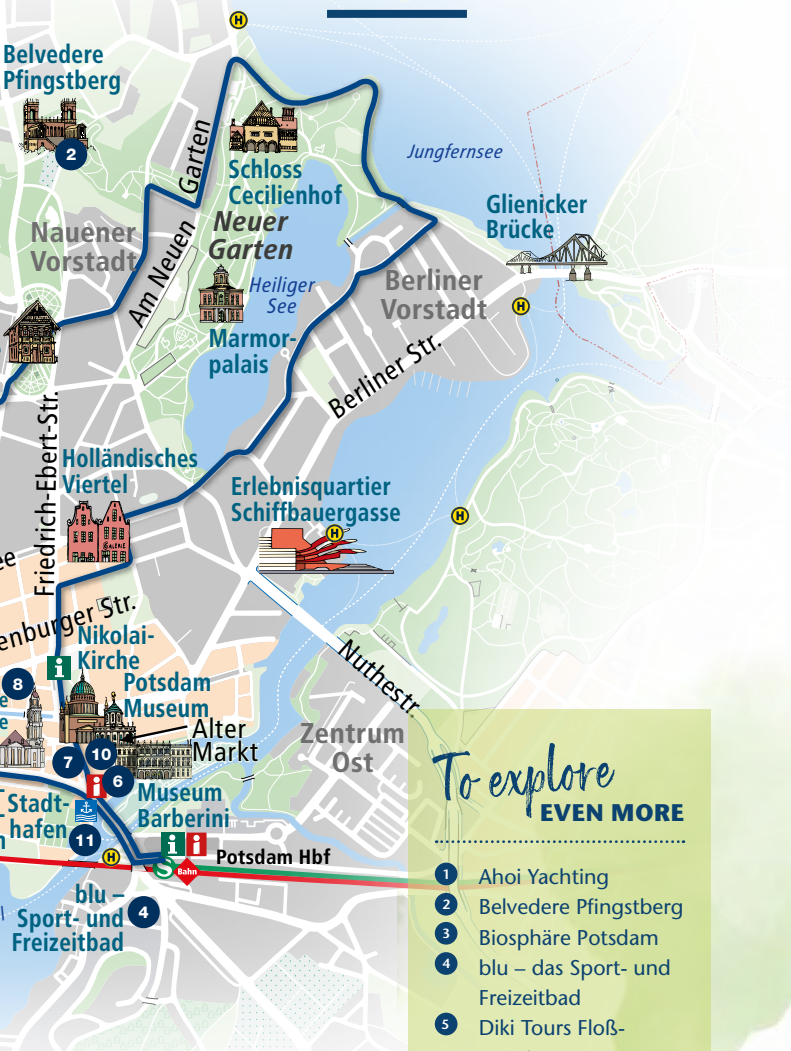 H
Belvedere
Pfingstberg
2
Schloss
Cecilienhof
Jungfernsee
Glienicker
Brücke
Am Neuen Garten
Neuer
Garten
Nauener
Vorstadt
Heiliger
See
Berliner
Vorstadt
H
Marmor-
palais
Berliner Str.
Friedrich-Ebert-Str.
Holländisches
Viertel
GALERIE
Erlebnisquartier
Schiffbauergasse
H
H
ee
enburger Str.
Nikolai-
Kirche
i
8
e
e
Potsdam
Museum
Alter
Markt
Nuthestr.
Zentrum
Ost
7
10
6
i
Museum
Barberini
Stadt-
hafen
n
11
H
i
i
Potsdam Hbf
S
Bahn
blu –
Sport- und
Freizeitbad
4
To explore
EVEN MORE
1 Ahoi Yachting
2 Belvedere Pfingstberg
3 Biosphäre Potsdam
4 blu – das Sport- und
Freizeitbad
5 Diki Tours Floß-